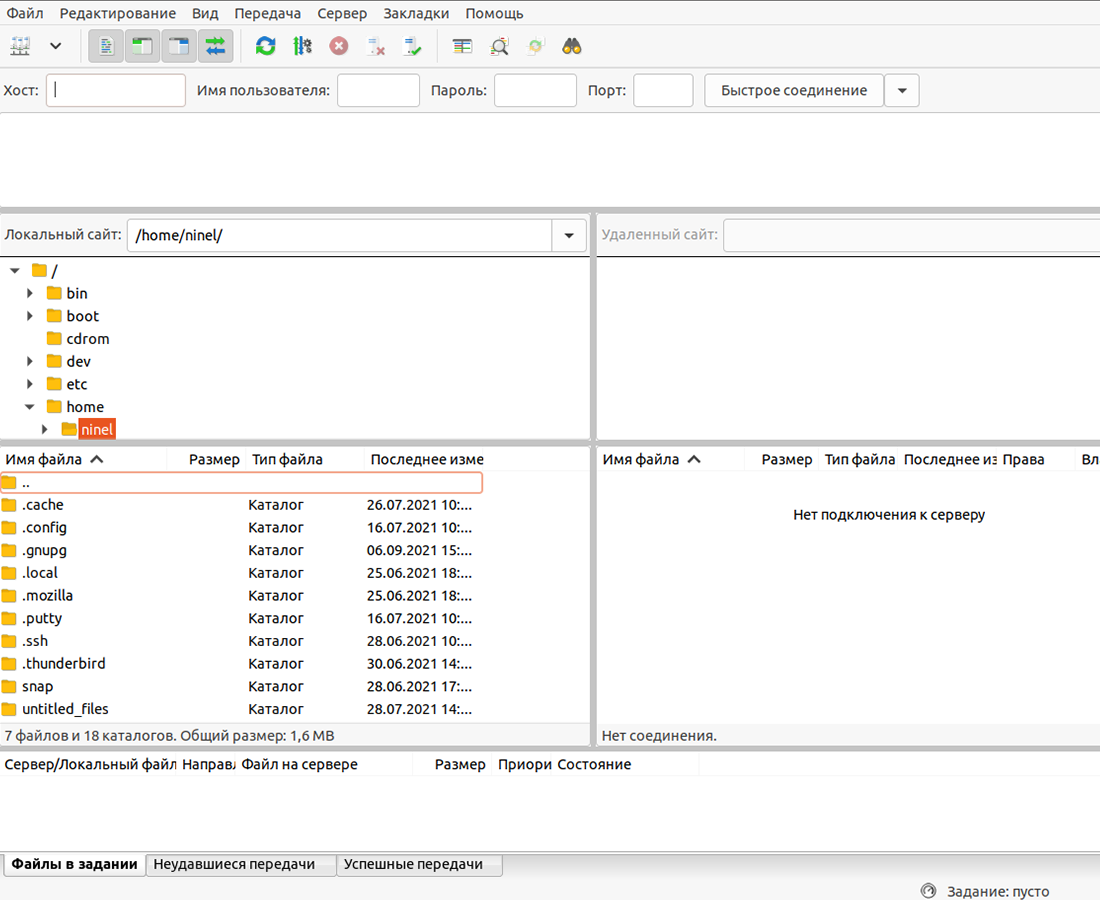 Файл Редактирование Вид Передача Сервер Закладки Помощь
Хост: Имя пользователя: Пароль: Порт: Быстрое соединение
Локальный сайт: /home/ninel/
Удаленный сайт:
/
bin
boot
cdrom
dev
etc
home
ninel
Имя файла Размер Тип файла Последнее изме
..
.cache Каталог 26.07.2021 10:...
.config Каталог 16.07.2021 10:...
.gnupg Каталог 06.09.2021 15:...
.local Каталог 25.06.2021 18:...
.mozilla Каталог 25.06.2021 18:...
.putty Каталог 16.07.2021 10:...
.ssh Каталог 28.06.2021 10:...
.thunderbird Каталог 30.06.2021 14:...
snap Каталог 28.06.2021 17:...
untitled_files Каталог 28.07.2021 14:...
7 файлов и 18 каталогов. Общий размер: 1,6 MB
Имя файла Размер Тип файла Последнее из Права Вл
Нет подключения к серверу
Нет соединения.
Сервер/Локальный файл Направл Файл на сервере Размер Приори Состояние
Файлы в задании Неудавшиеся передачи Успешные передачи
Задание: пусто